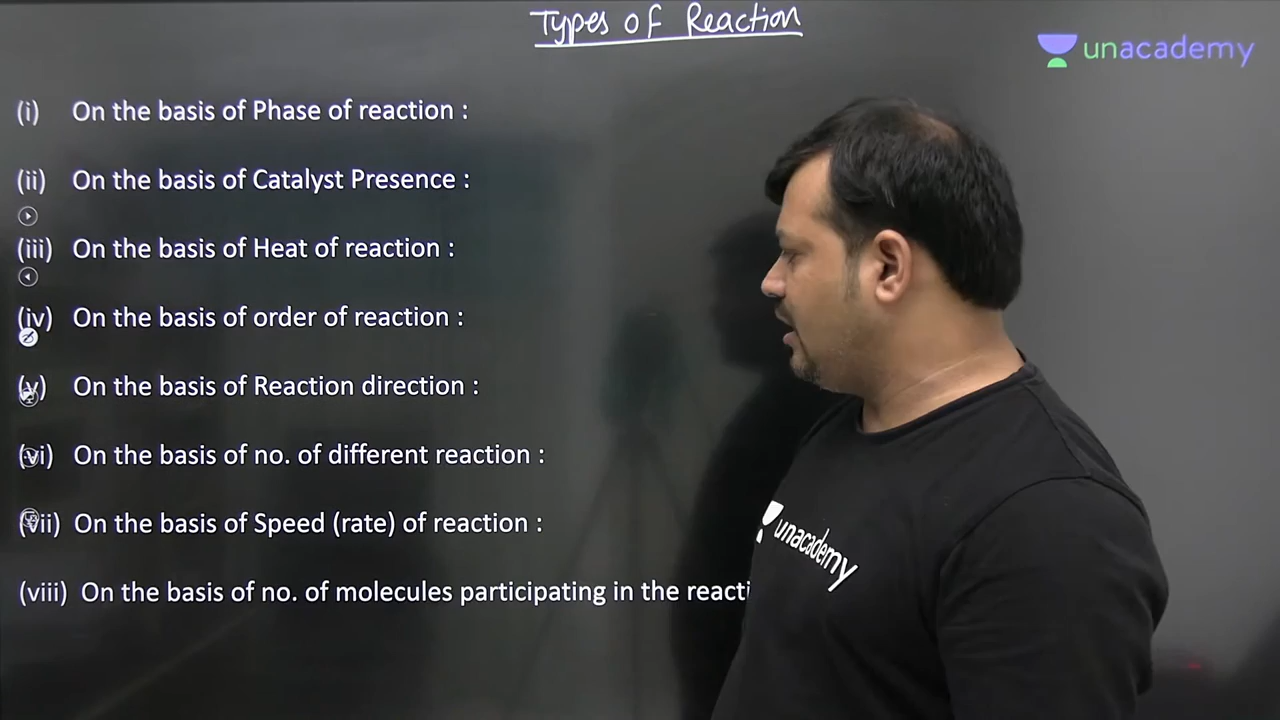 Types of Reaction
unacademy
(i) On the basis of Phase of reaction :
(ii) On the basis of Catalyst Presence :
(iii) On the basis of Heat of reaction :
(iv) On the basis of order of reaction :
(v) On the basis of Reaction direction :
(vi) On the basis of no. of different reaction :
(vii) On the basis of Speed (rate) of reaction :
(viii) On the basis of no. of molecules participating in the reacti
unacademy